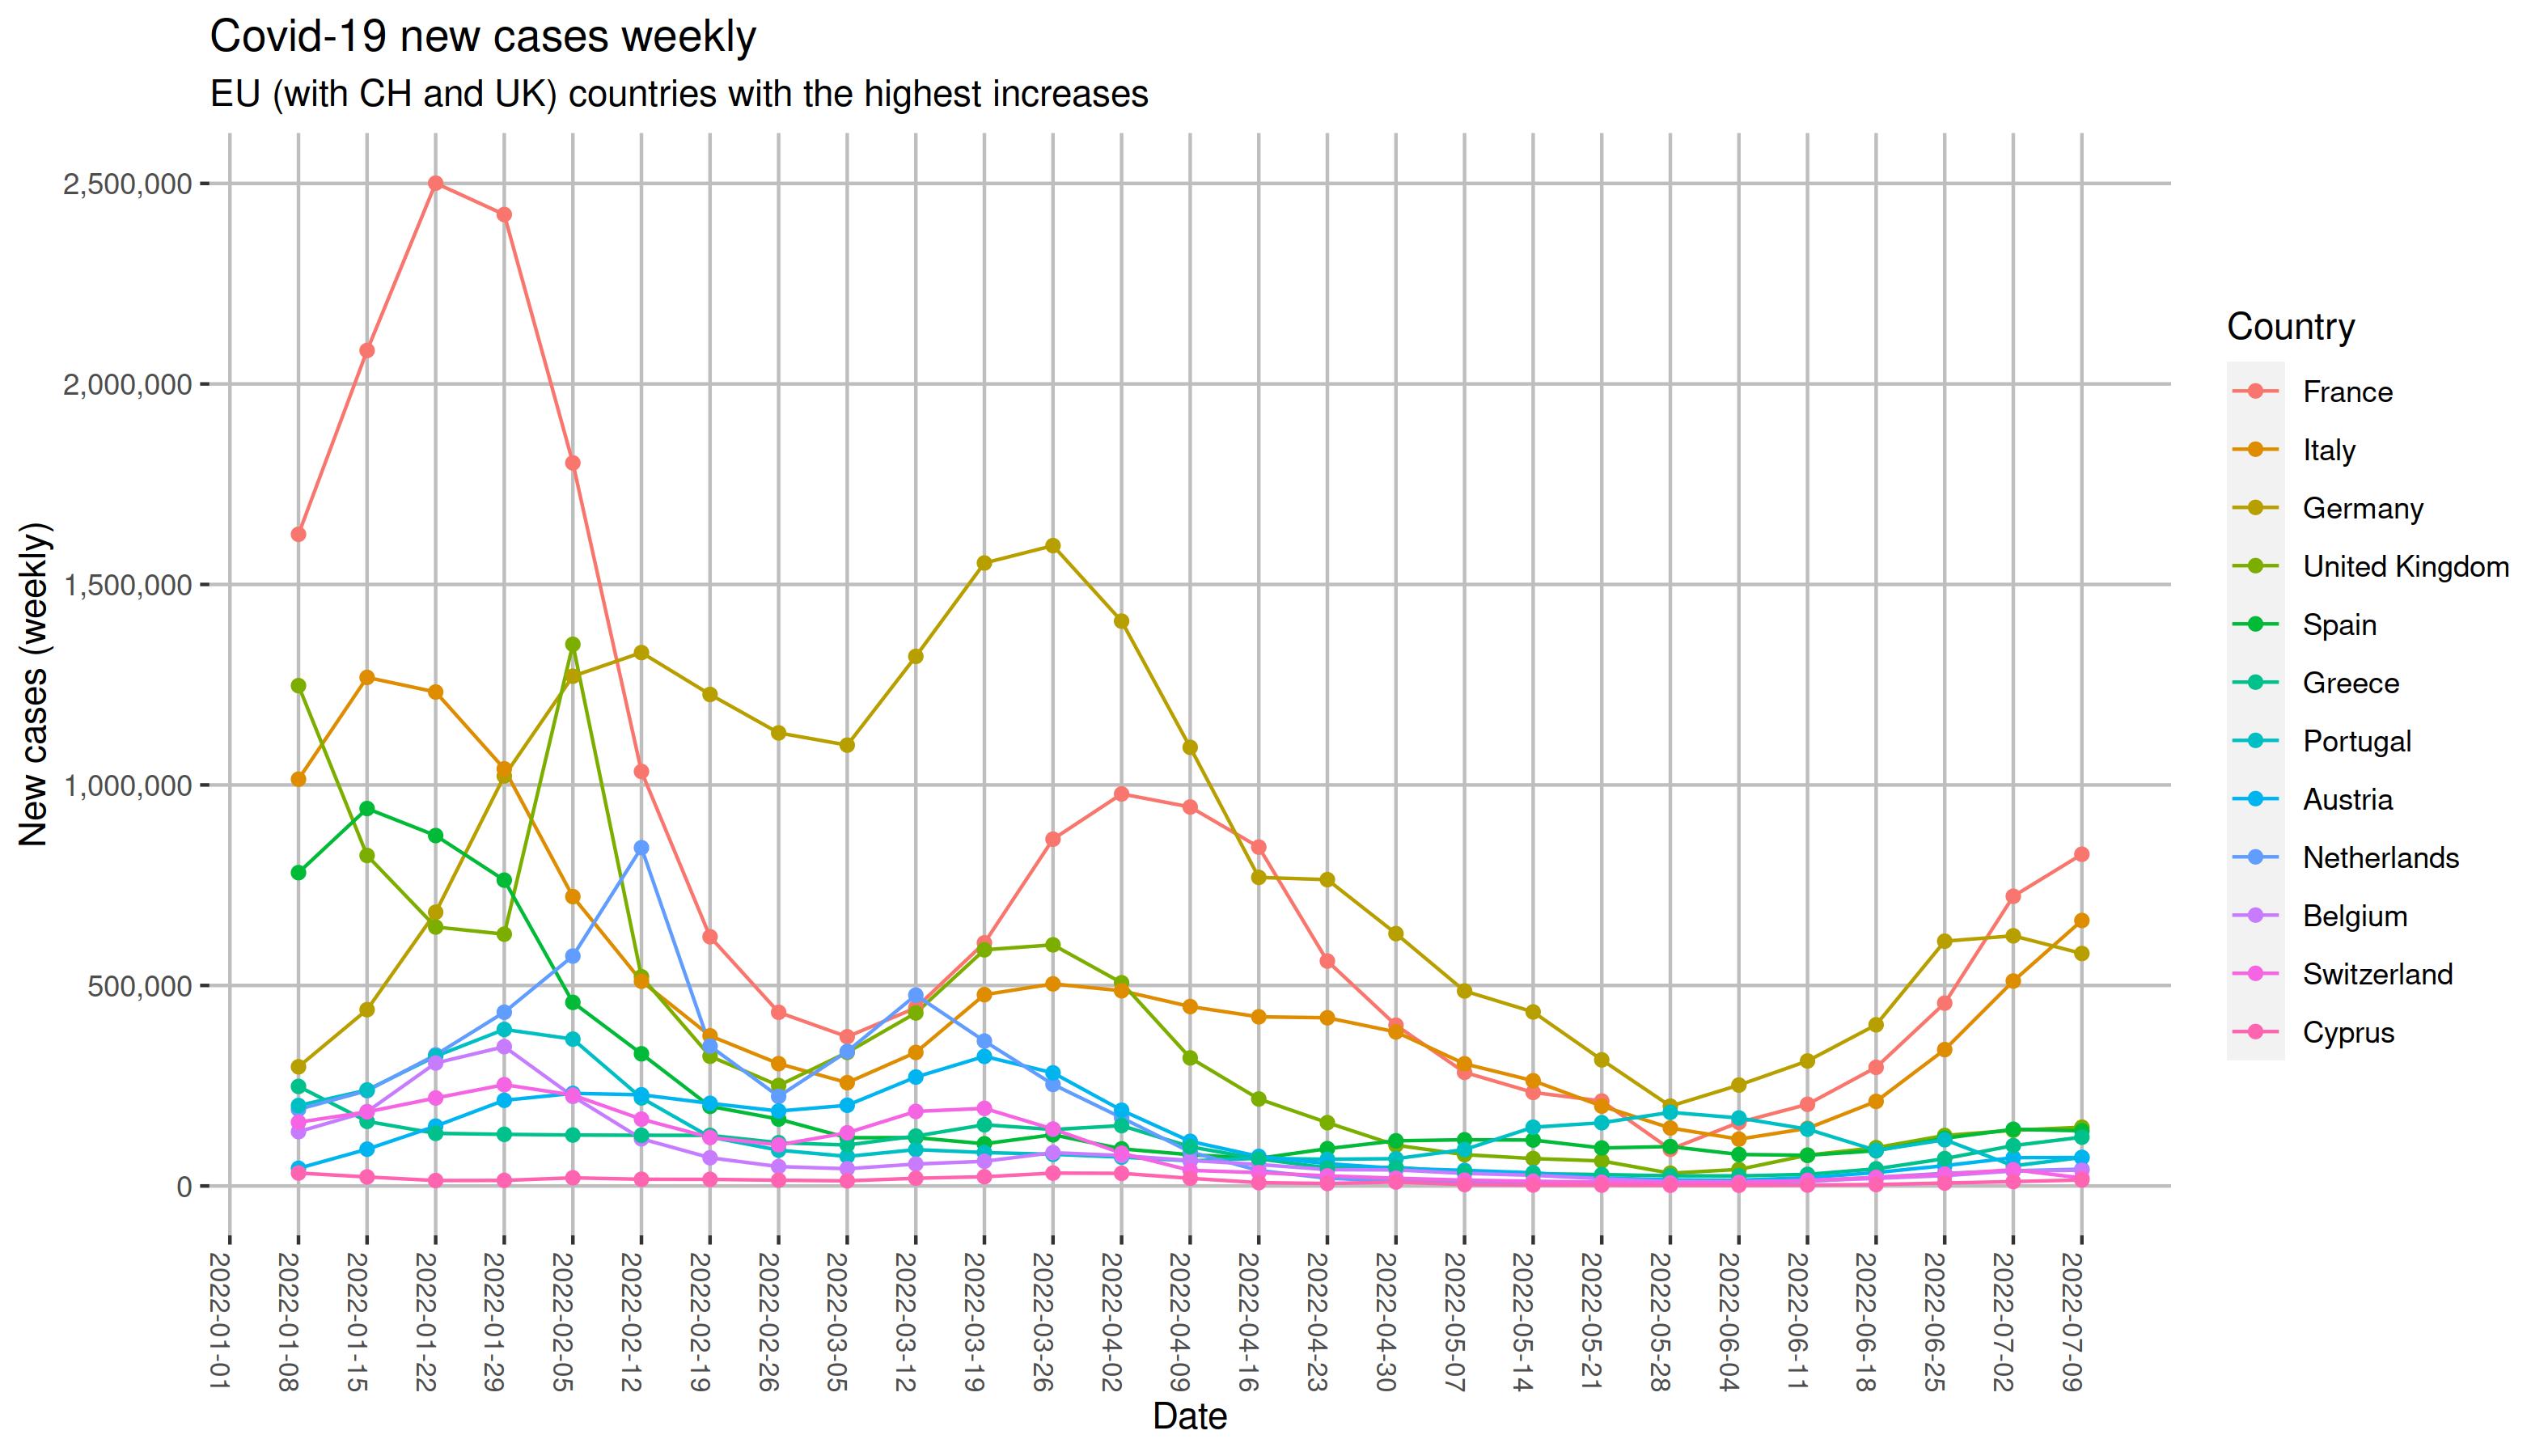 Covid-19 new cases weekly
EU (with CH and UK) countries with the highest increases
New cases (weekly)
2,500,000
2,000,000
1,500,000
1,000,000
500,000
0
2022-01-01
2022-01-08
2022-01-15
2022-01-22
2022-01-29
2022-02-05
2022-02-12
2022-02-19
2022-02-26
2022-03-05
2022-03-12
2022-03-19
2022-03-26
2022-04-02
2022-04-09
2022-04-16
2022-04-23
2022-04-30
2022-05-07
2022-05-14
2022-05-21
2022-05-28
2022-06-04
2022-06-11
2022-06-18
2022-06-25
2022-07-02
2022-07-09
Date
Country
France
Italy
Germany
United Kingdom
Spain
Greece
Portugal
Austria
Netherlands
Belgium
Switzerland
Cyprus